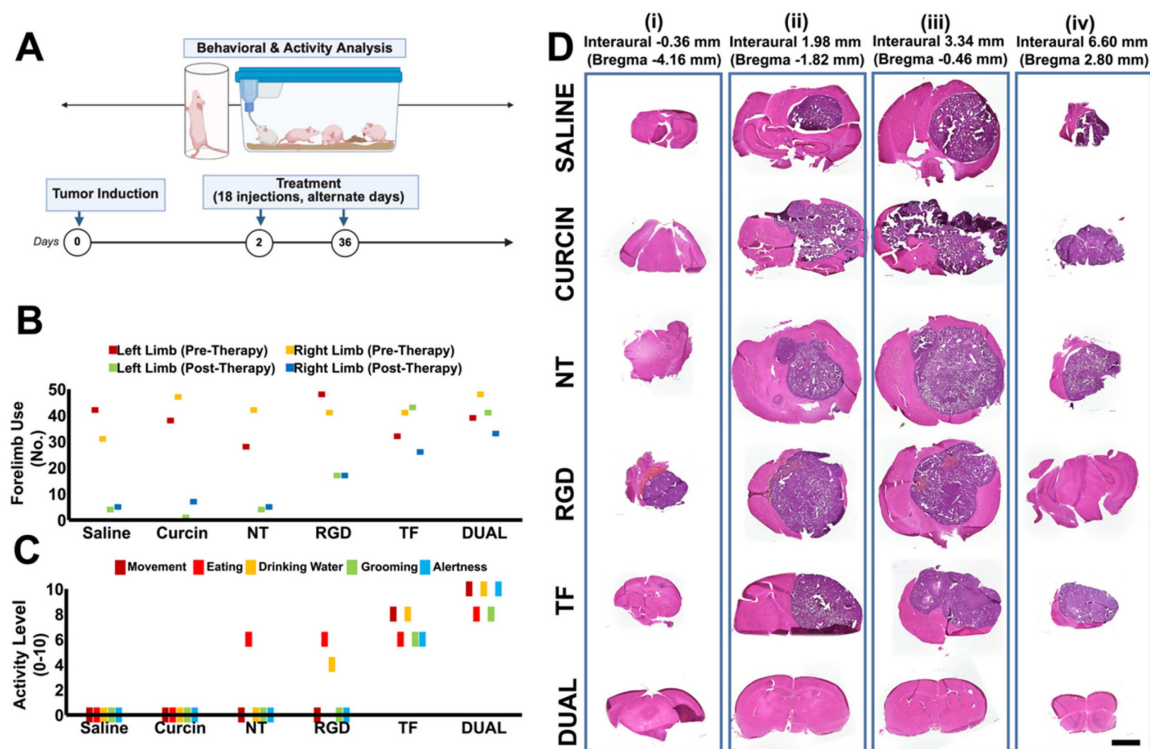 A
Behavioral & Activity Analysis
Tumor Induction
Treatment
(18 injections, alternate days)
Days
0
2
36
B
Left Limb (Pre-Therapy)
Right Limb (Pre-Therapy)
Left Limb (Post-Therapy)
Right Limb (Post-Therapy)
Forelimb Use
(No.)
50
40
30
20
10
0
Saline
Curcin
NT
RGD
TF
DUAL
C
Movement
Eating
Drinking Water
Grooming
Alertness
Activity Level
(0-10)
10
8
6
4
2
0
Saline
Curcin
NT
RGD
TF
DUAL
D
(i)
Interaural -0.36 mm
(Bregma -4.16 mm)
(ii)
Interaural 1.98 mm
(Bregma -1.82 mm)
(iii)
Interaural 3.34 mm
(Bregma -0.46 mm)
(iv)
Interaural 6.60 mm
(Bregma 2.80 mm)
SALINE
CURCIN
NT
RGD
TF
DUAL